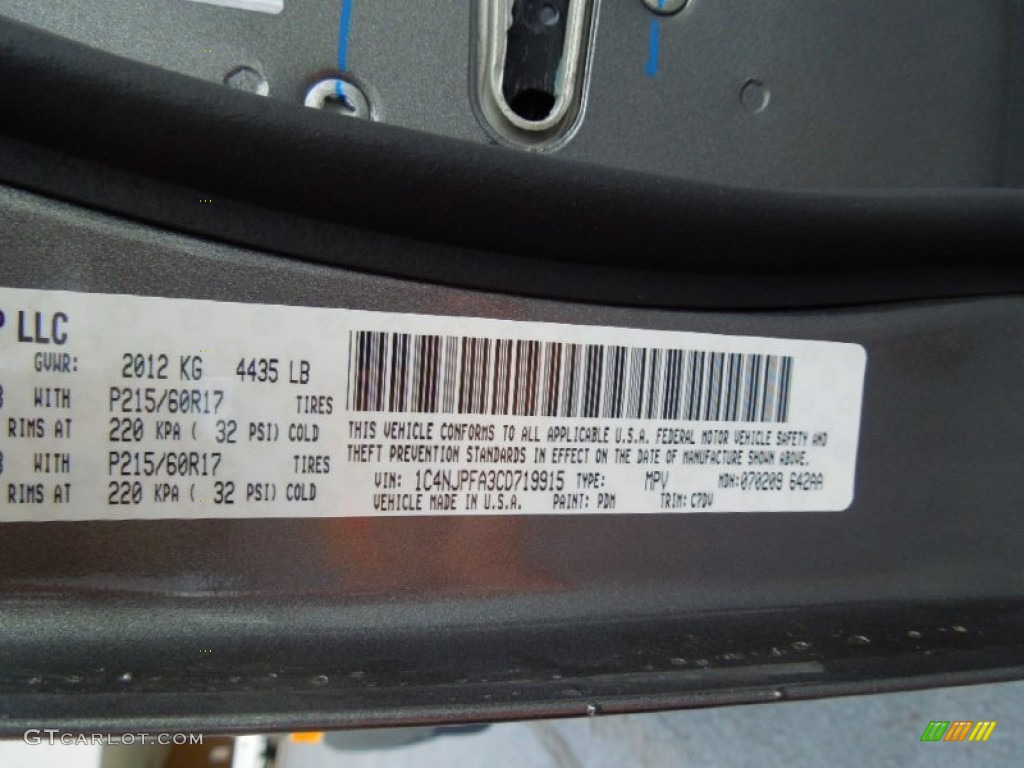 P LLC
GVWR: 2012 KG 4435 LB
WITH P215/60R17 TIRES
RIMS AT 220 KPA ( 32 PSI) COLD
WITH P215/60R17 TIRES
RIMS AT 220 KPA ( 32 PSI) COLD
THIS VEHICLE CONFORMS TO ALL APPLICABLE U.S.A. FEDERAL MOTOR VEHICLE SAFETY AND
THEFT PREVENTION STANDARDS IN EFFECT ON THE DATE OF MANUFACTURE SHOWN ABOVE.
VIN: 1C4NJPFA3CD719915 TYPE: MPV MDH: 070209 642AA
VEHICLE MADE IN U.S.A. PAINT: PDM TRIM: C7DV
GTCarLot.com